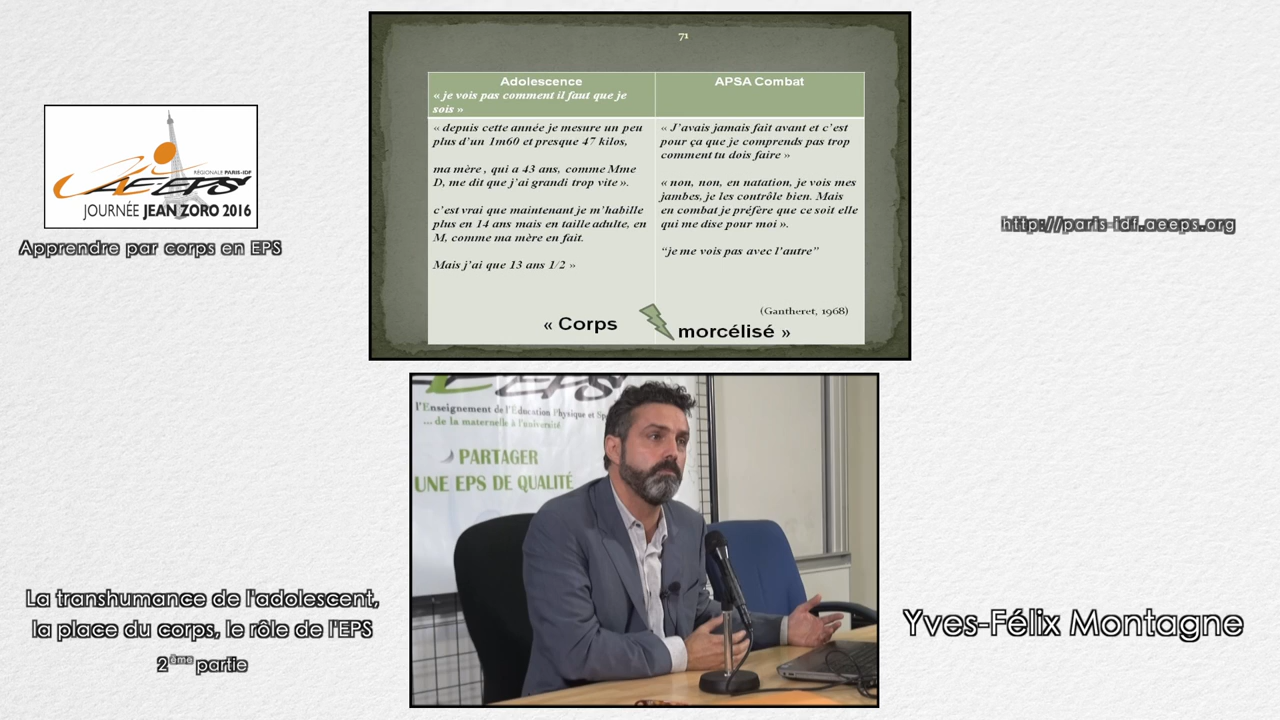 71
Adolescence
« je vois pas comment il faut que je
sois »
APSA Combat
« depuis cette année je mesure un peu
plus d'un 1m60 et presque 47 kilos,
ma mère , qui a 43 ans, comme Mme
D, me dit que j'ai grandi trop vite ».
c'est vrai que maintenant je m'habille
plus en 14 ans mais en taille adulte, en
M, comme ma mère en fait.
Mais j'ai que 13 ans 1/2 »
« J'avais jamais fait avant et c'est
pour ça que je comprends pas trop
comment tu dois faire »
« non, non, en natation, je vois mes
jambes, je les contrôle bien. Mais
en combat je préfère que ce soit elle
qui me dise pour moi ».
“je me vois pas avec l'autre”
(Gantheret, 1968)
« Corps
morcélisé »
RÉGIONALE PARIS-IDF
AE-EPS
JOURNÉE JEAN ZORO 2016
Apprendre par corps en EPS
http://paris-idf.aeeps.org
l'Enseignement de l'Éducation Physique et Sp
... de la maternelle à l'université
PARTAGER
UNE EPS DE QUALITÉ
La transhumance de l'adolescent,
la place du corps, le rôle de l'EPS
2ème partie
Yves-Félix Montagne